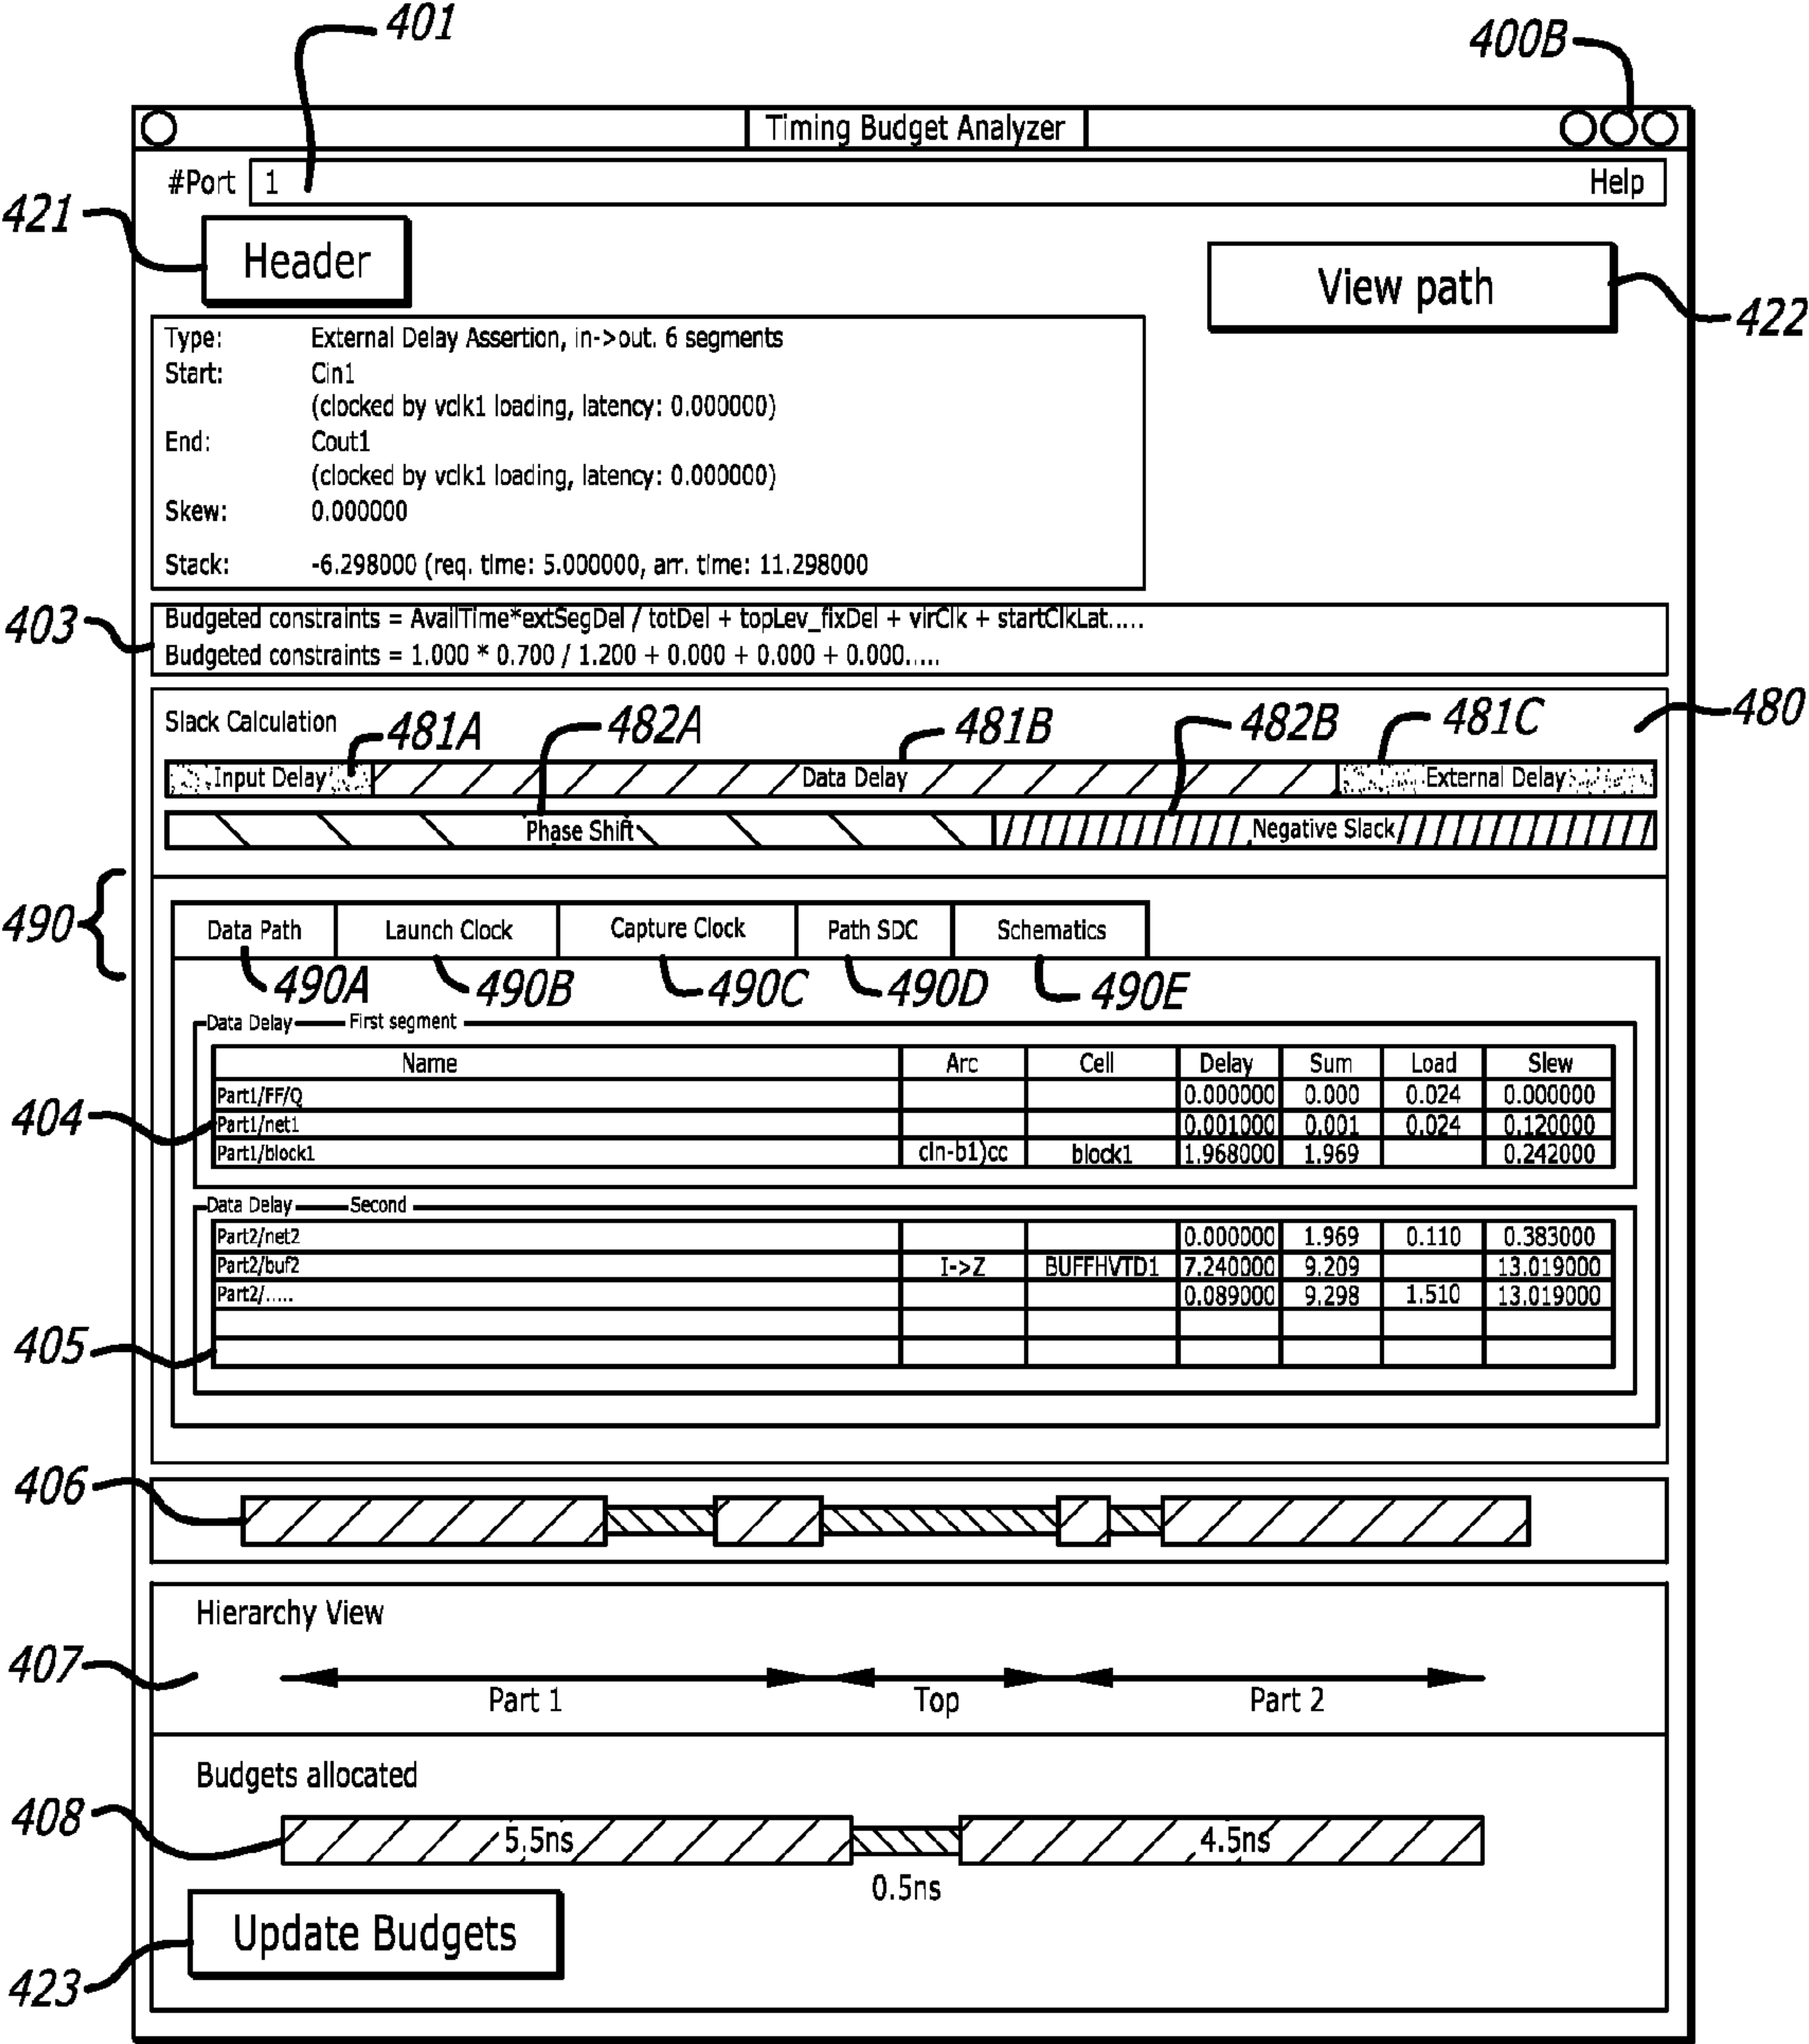 401
400B
Timing Budget Analyzer
#Port 1 Help
421
Header
View path
422
Type: External Delay Assertion, in->out. 6 segments
Start: Cin1
(clocked by vclk1 loading, latency: 0.000000)
End: Cout1
(clocked by vclk1 loading, latency: 0.000000)
Skew: 0.000000
Stack: -6.298000 (req. time: 5.000000, arr. time: 11.298000
403
Budgeted constraints = AvailTime*extSegDel / totDel + topLev_fixDel + virClk + startClkLat.....
Budgeted constraints = 1.000 * 0.700 / 1.200 + 0.000 + 0.000 + 0.000.....
Slack Calculation
481A 482A 481B 482B 481C 480
Input Delay Data Delay External Delay
Phase Shift Negative Slack
490
Data Path Launch Clock Capture Clock Path SDC Schematics
490A 490B 490C 490D 490E
Data Delay First segment
Name Arc Cell Delay Sum Load Slew
Part1/FF/Q 0.000000 0.000 0.024 0.000000
404
Part1/net1 0.001000 0.001 0.024 0.120000
Part1/block1 cIn-b1)cc block1 1.968000 1.969 0.242000
Data Delay Second
Part2/net2 0.000000 1.969 0.110 0.383000
Part2/buf2 I->Z BUFFHVTD1 7.240000 9.209 13.019000
Part2/..... 0.089000 9.298 1.510 13.019000
405
406
Hierarchy View
407
Part 1 Top Part 2
Budgets allocated
408
5.5ns 4.5ns
0.5ns
Update Budgets
423